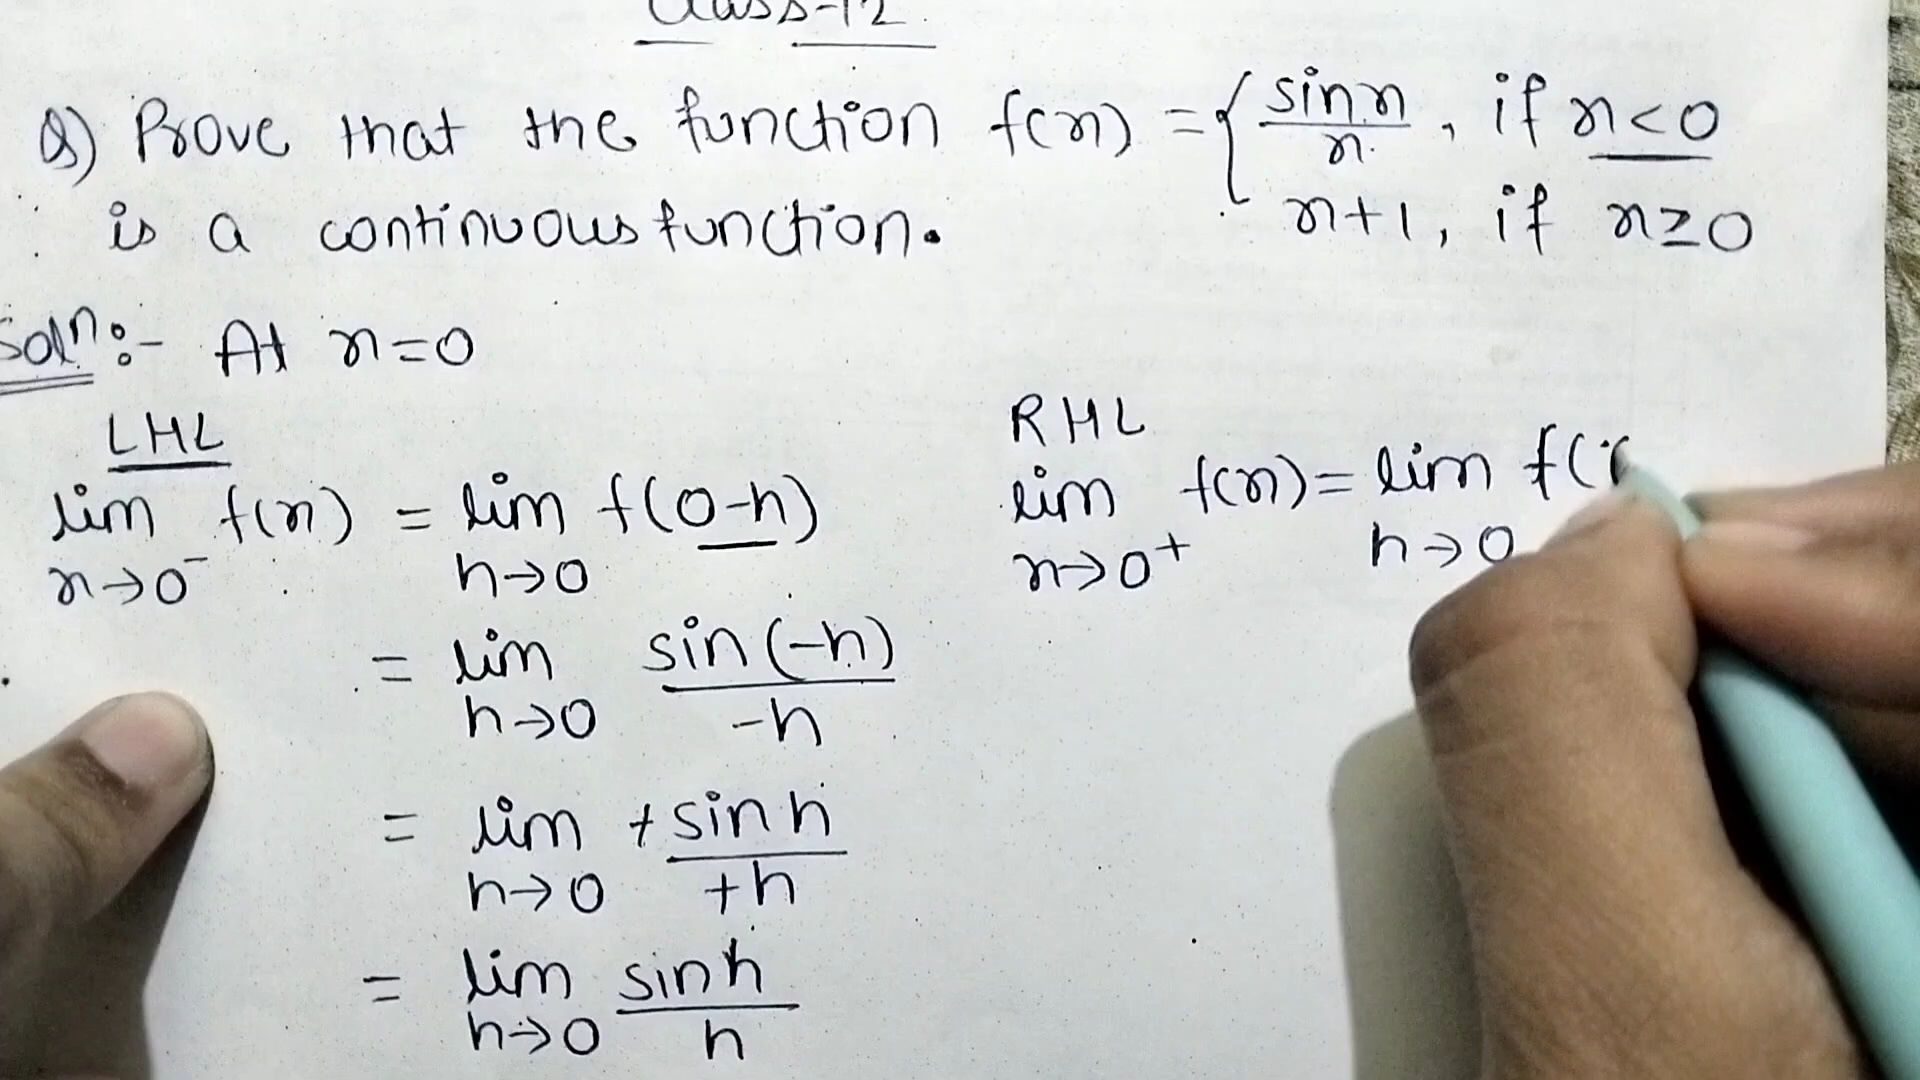 Class-12
Q) Prove that the function f(x) = { sin x / x , if x < 0
x+1, if x ≥ 0
is a continuous function.
Soln:- At x=0
LHL
lim x→0⁻ f(x) = lim h→0 f(0-h)
= lim h→0 sin(-h) / -h
= lim h→0 + sin h / + h
= lim h→0 sin h / h
RHL
lim x→0⁺ f(x) = lim h→0 f(